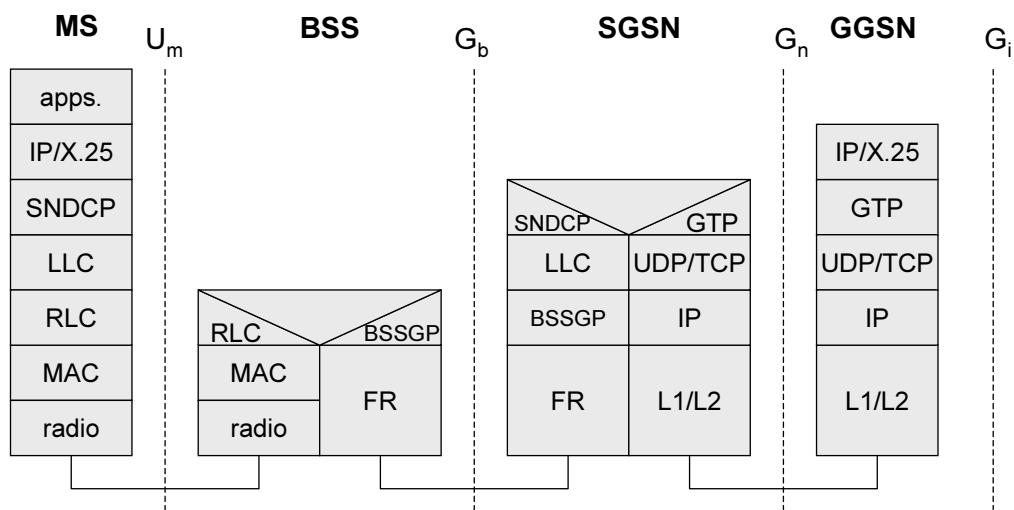 MS
Um
BSS
Gb
SGSN
Gn
GGSN
Gi
apps.
IP/X.25
SNDCP
LLC
RLC
MAC
radio
RLC
BSSGP
MAC
FR
radio
SNDCP
GTP
LLC
UDP/TCP
BSSGP
IP
FR
L1/L2
IP/X.25
GTP
UDP/TCP
IP
L1/L2